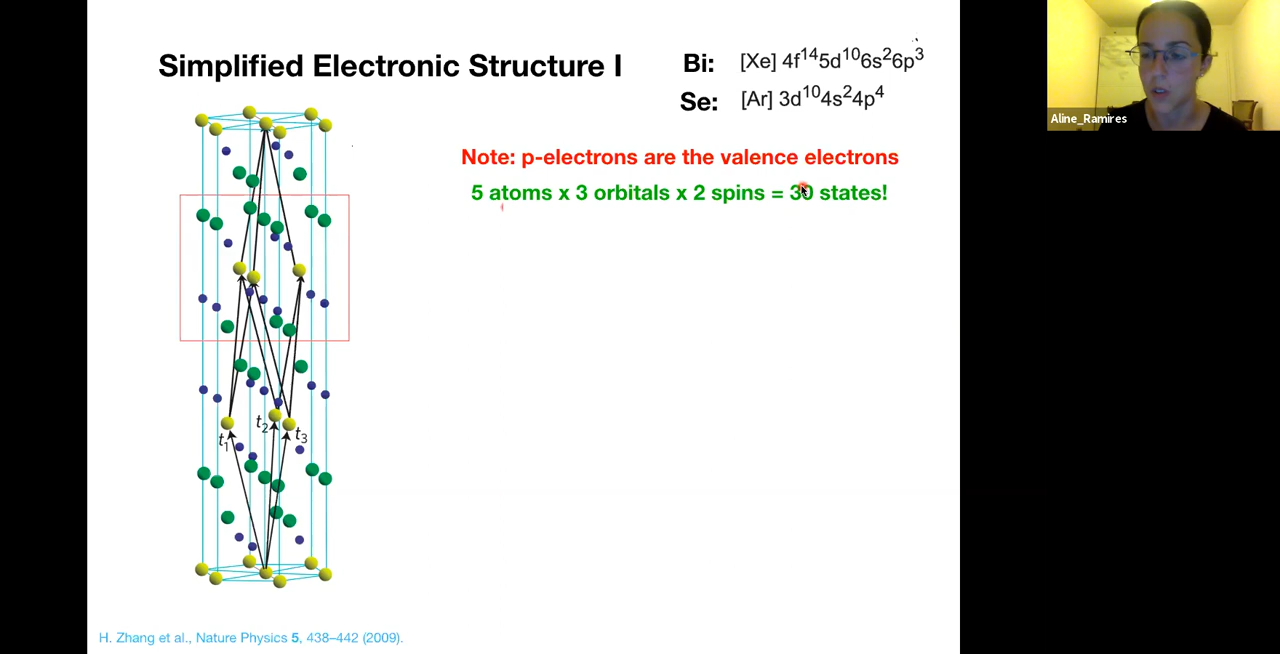 Simplified Electronic Structure I
Bi: [Xe] 4f¹⁴5d¹⁰6s²6p³
Se: [Ar] 3d¹⁰4s²4p⁴
Aline_Ramires
Note: p-electrons are the valence electrons
5 atoms x 3 orbitals x 2 spins = 30 states!
t₁
t₂
t₃
H. Zhang et al., Nature Physics 5, 438–442 (2009).